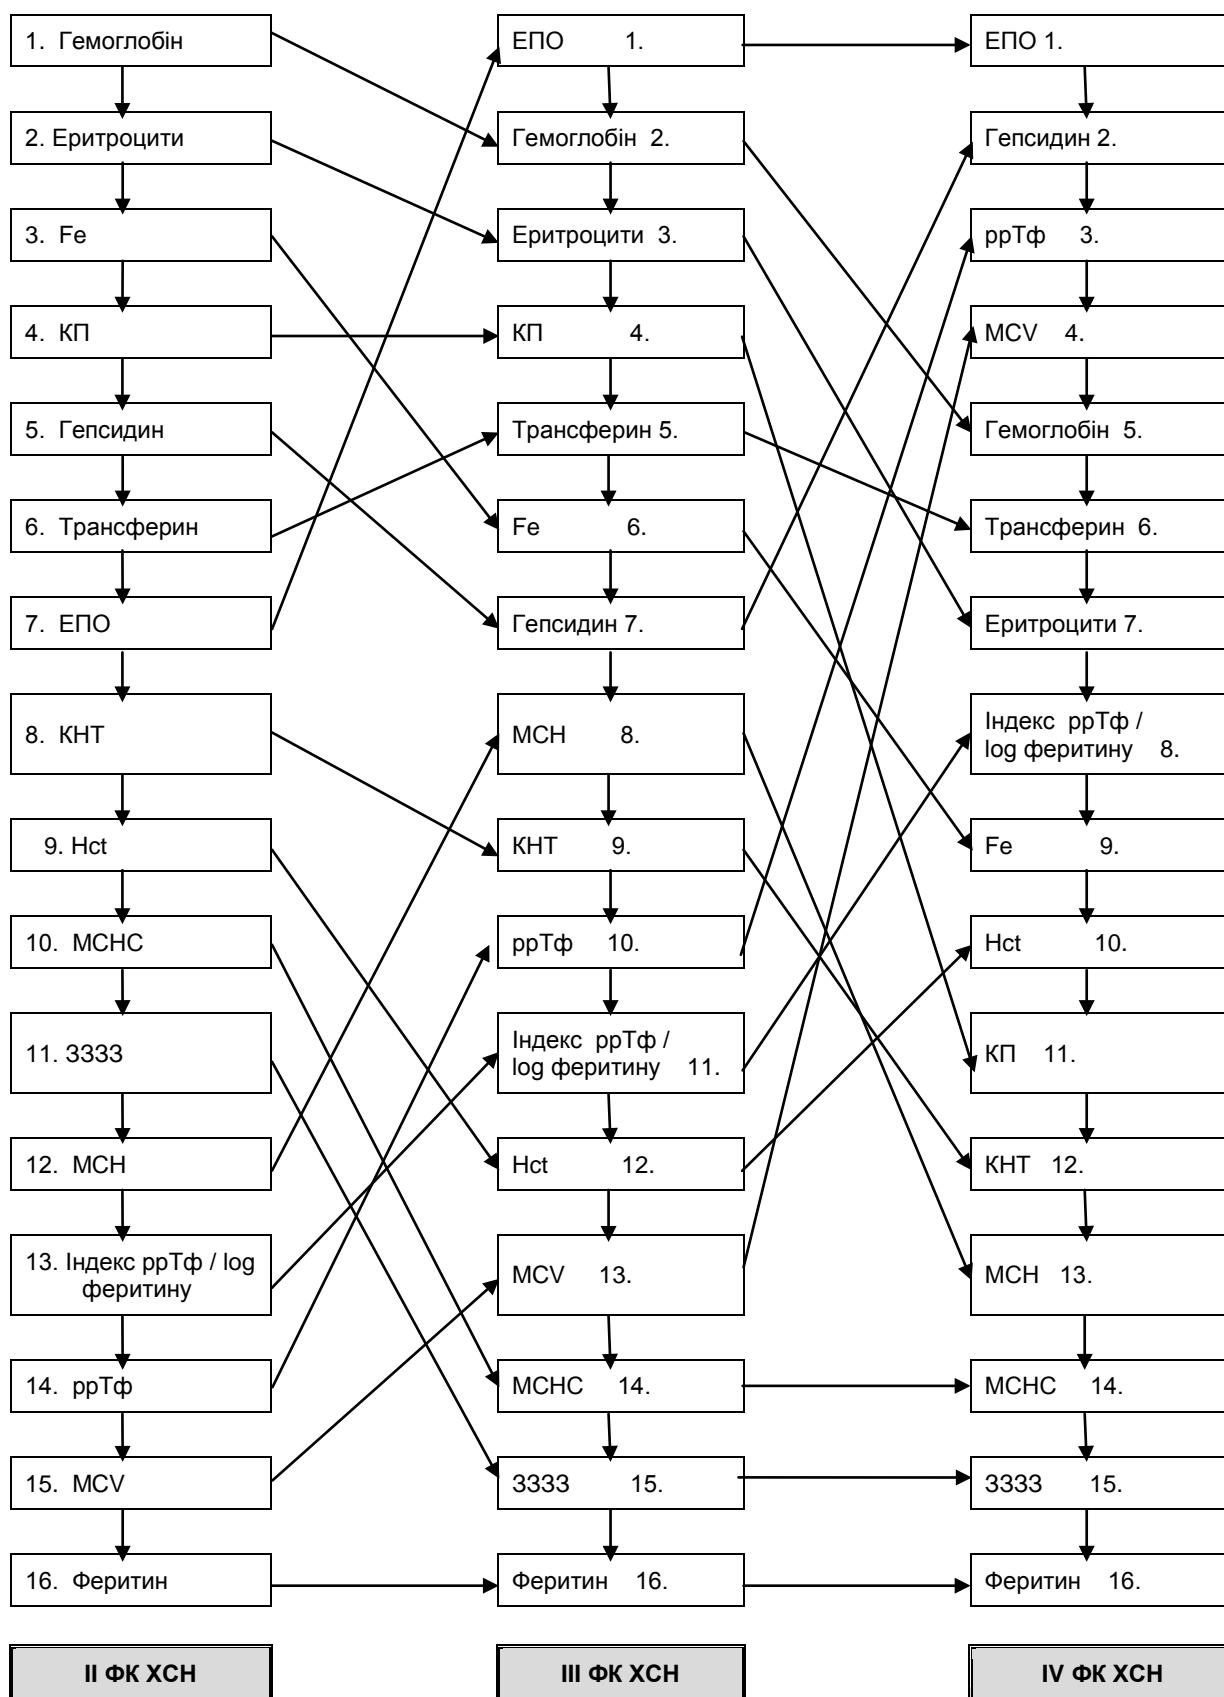 1. Гемоглобін
2. Еритроцити
3. Fe
4. КП
5. Гепсидин
6. Трансферин
7. ЕПО
8. КНТ
9. Hct
10. МСНС
11. ЗЗЗЗ
12. МСН
13. Індекс ррТф / log
феритину
14. ррТф
15. MCV
16. Феритин
ІІ ФК ХСН
ЕПО 1.
Гемоглобін 2.
Еритроцити 3.
КП 4.
Трансферин 5.
Fe 6.
Гепсидин 7.
МСН 8.
КНТ 9.
ррТф 10.
Індекс ррТф /
log феритину 11.
Hct 12.
MCV 13.
МСНС 14.
ЗЗЗЗ 15.
Феритин 16.
ІІІ ФК ХСН
ЕПО 1.
Гепсидин 2.
ррТф 3.
MCV 4.
Гемоглобін 5.
Трансферин 6.
Еритроцити 7.
Індекс ррТф /
log феритину 8.
Fe 9.
Hct 10.
КП 11.
КНТ 12.
МСН 13.
МСНС 14.
ЗЗЗЗ 15.
Феритин 16.
IV ФК ХСН